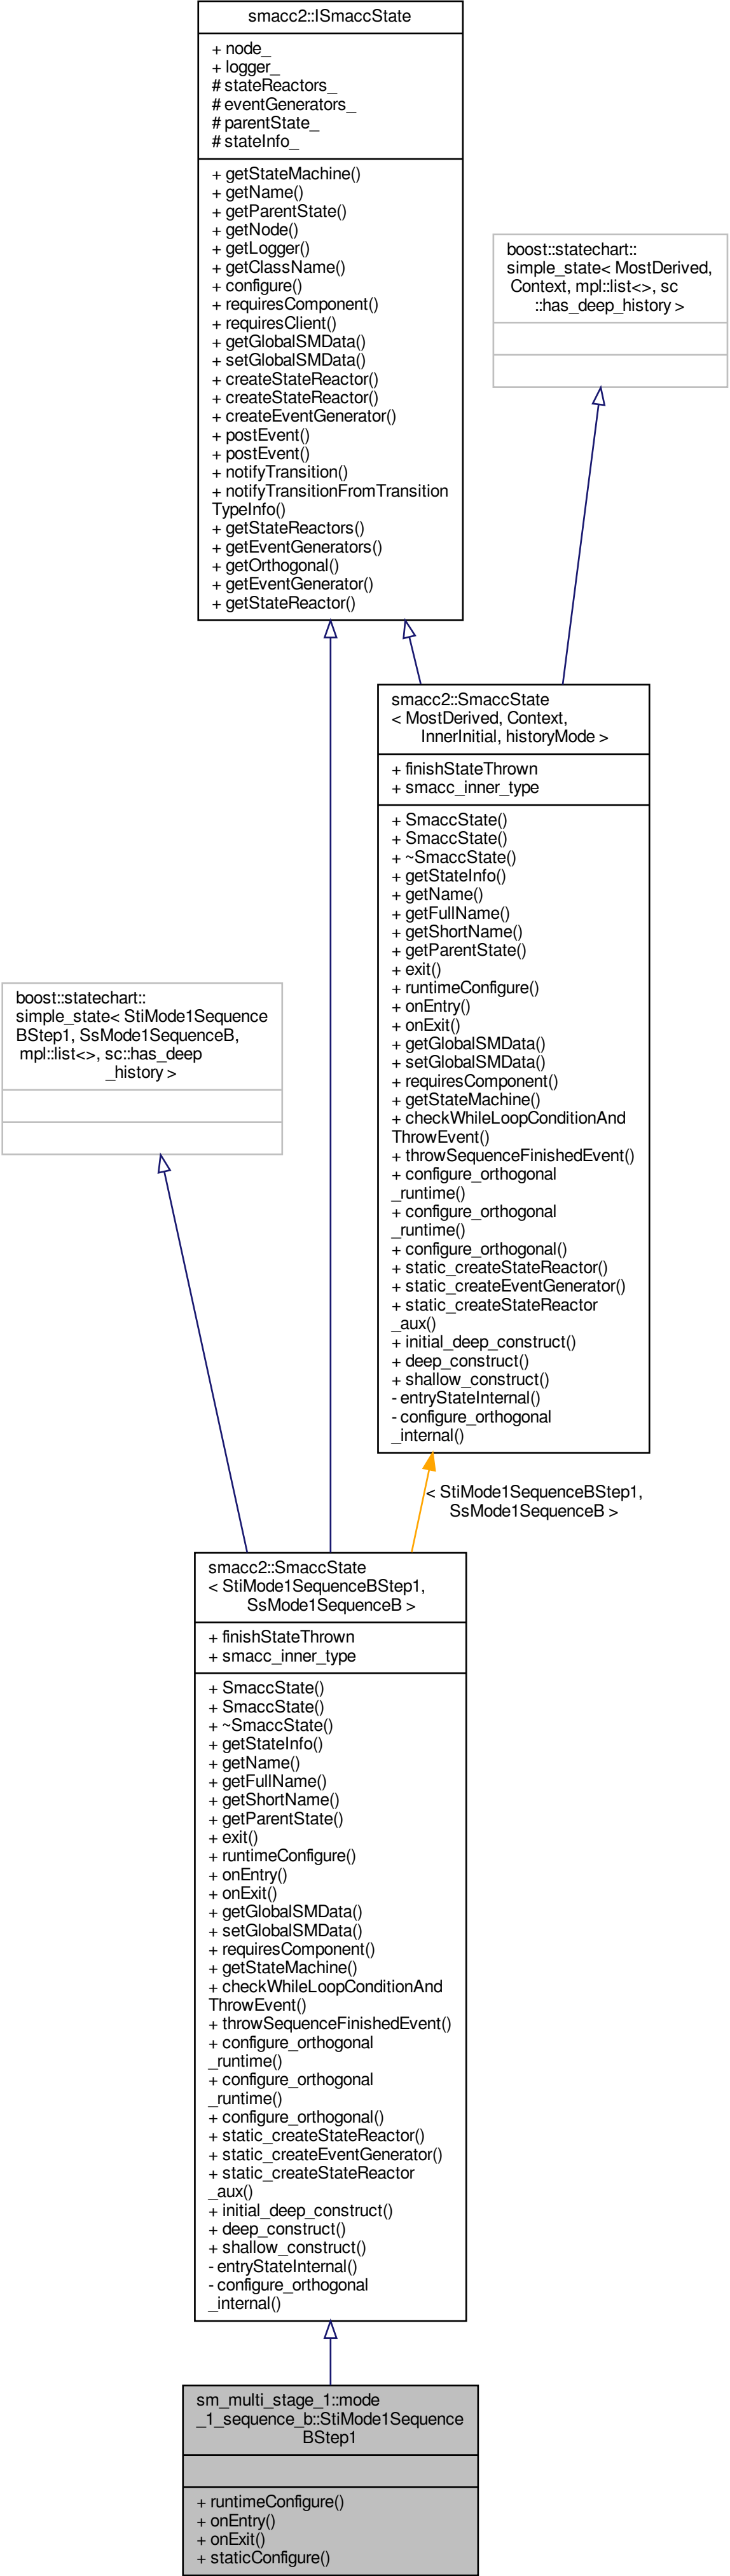 smacc2::ISmaccState
+ node_
+ logger_
# stateReactors_
# eventGenerators_
# parentState_
# stateInfo_
+ getStateMachine()
+ getName()
+ getParentState()
+ getNode()
+ getLogger()
+ getClassName()
+ configure()
+ requiresComponent()
+ requiresClient()
+ getGlobalSMData()
+ setGlobalSMData()
+ createStateReactor()
+ createStateReactor()
+ createEventGenerator()
+ postEvent()
+ postEvent()
+ notifyTransition()
+ notifyTransitionFromTransition
TypeInfo()
+ getStateReactors()
+ getEventGenerators()
+ getOrthogonal()
+ getEventGenerator()
+ getStateReactor()
boost::statechart::
simple_state< MostDerived,
Context, mpl::list<>, sc
::has_deep_history >
smacc2::SmaccState
< MostDerived, Context,
InnerInitial, historyMode >
+ finishStateThrown
+ smacc_inner_type
+ SmaccState()
+ SmaccState()
+ ~SmaccState()
+ getStateInfo()
+ getName()
+ getFullName()
+ getShortName()
+ getParentState()
+ exit()
+ runtimeConfigure()
+ onEntry()
+ onExit()
+ getGlobalSMData()
+ setGlobalSMData()
+ requiresComponent()
+ getStateMachine()
+ checkWhileLoopConditionAnd
ThrowEvent()
+ throwSequenceFinishedEvent()
+ configure_orthogonal
_runtime()
+ configure_orthogonal
_runtime()
+ configure_orthogonal()
+ static_createStateReactor()
+ static_createEventGenerator()
+ static_createStateReactor
_aux()
+ initial_deep_construct()
+ deep_construct()
+ shallow_construct()
- entryStateInternal()
- configure_orthogonal
_internal()
boost::statechart::
simple_state< StiMode1Sequence
BStep1, SsMode1SequenceB,
mpl::list<>, sc::has_deep
_history >
< StiMode1SequenceBStep1,
SsMode1SequenceB >
smacc2::SmaccState
< StiMode1SequenceBStep1,
SsMode1SequenceB >
+ finishStateThrown
+ smacc_inner_type
+ SmaccState()
+ SmaccState()
+ ~SmaccState()
+ getStateInfo()
+ getName()
+ getFullName()
+ getShortName()
+ getParentState()
+ exit()
+ runtimeConfigure()
+ onEntry()
+ onExit()
+ getGlobalSMData()
+ setGlobalSMData()
+ requiresComponent()
+ getStateMachine()
+ checkWhileLoopConditionAnd
ThrowEvent()
+ throwSequenceFinishedEvent()
+ configure_orthogonal
_runtime()
+ configure_orthogonal
_runtime()
+ configure_orthogonal()
+ static_createStateReactor()
+ static_createEventGenerator()
+ static_createStateReactor
_aux()
+ initial_deep_construct()
+ deep_construct()
+ shallow_construct()
- entryStateInternal()
- configure_orthogonal
_internal()
sm_multi_stage_1::mode
_1_sequence_b::StiMode1Sequence
BStep1
+ runtimeConfigure()
+ onEntry()
+ onExit()
+ staticConfigure()